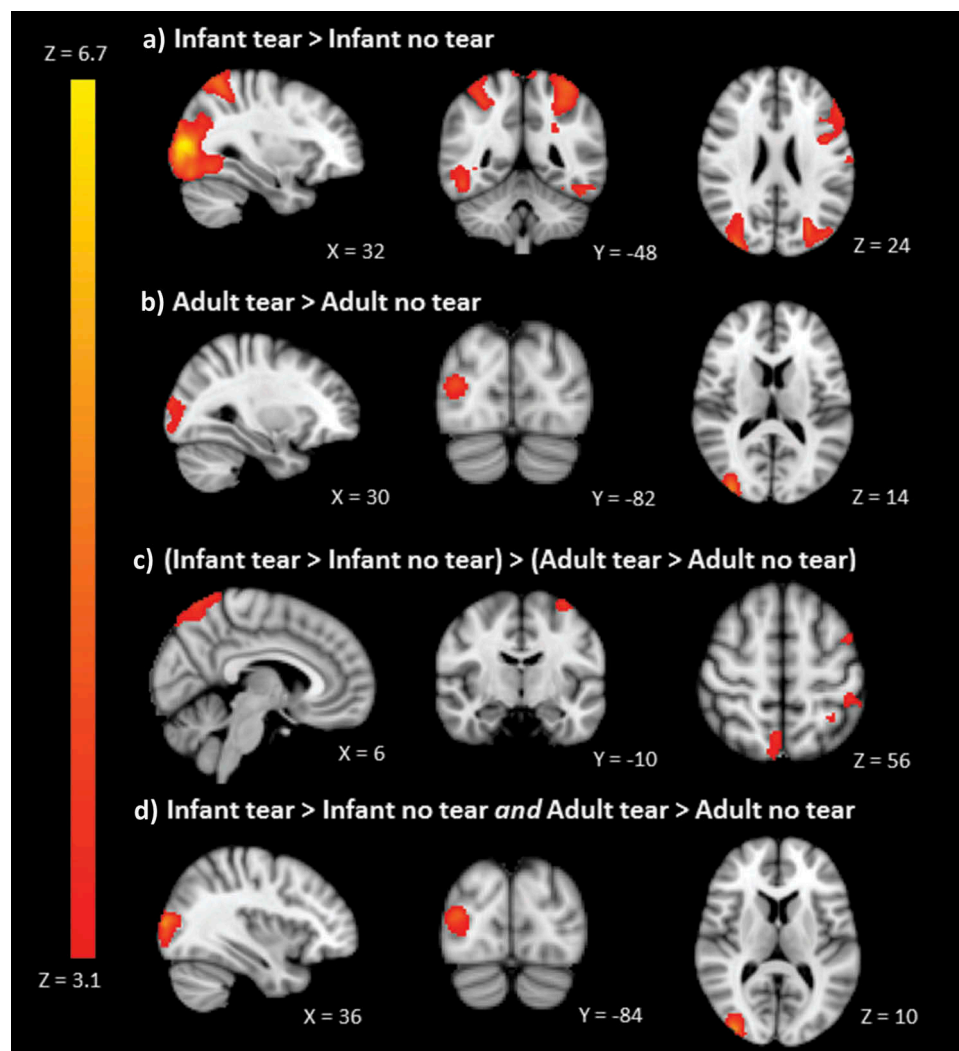 Z = 6.7
a) Infant tear > Infant no tear
X = 32
Y = -48
Z = 24
b) Adult tear > Adult no tear
X = 30
Y = -82
Z = 14
c) (Infant tear > Infant no tear) > (Adult tear > Adult no tear)
X = 6
Y = -10
Z = 56
d) Infant tear > Infant no tear and Adult tear > Adult no tear
Z = 3.1
X = 36
Y = -84
Z = 10